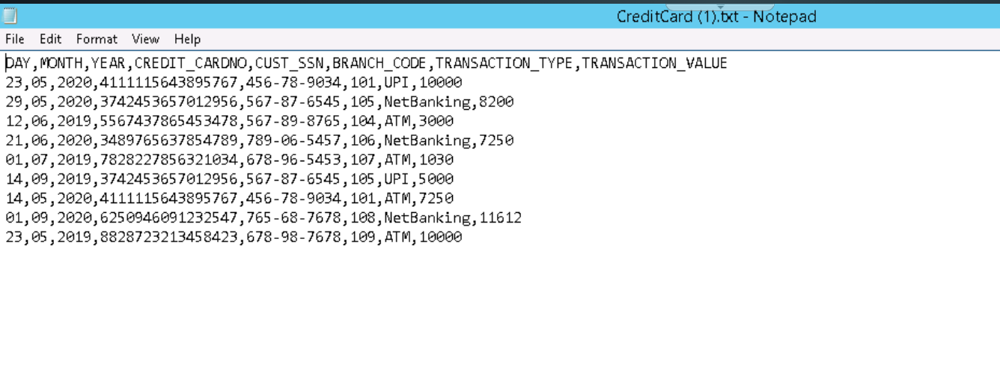 CreditCard (1).txt - Notepad
File Edit Format View Help
DAY,MONTH,YEAR,CREDIT_CARDNO,CUST_SSN,BRANCH_CODE,TRANSACTION_TYPE,TRANSACTION_VALUE
23,05,2020,4111115643895767,456-78-9034,101,UPI,10000
29,05,2020,3742453657012956,567-87-6545,105,NetBanking,8200
12,06,2019,5567437865453478,567-89-8765,104,ATM,3000
21,06,2020,3489765637854789,789-06-5457,106,NetBanking,7250
01,07,2019,7828227856321034,678-96-5453,107,ATM,1030
14,09,2019,3742453657012956,567-87-6545,105,UPI,5000
14,05,2020,4111115643895767,456-78-9034,101,ATM,7250
01,09,2020,6250946091232547,765-68-7678,108,NetBanking,11612
23,05,2019,8828723213458423,678-98-7678,109,ATM,10000